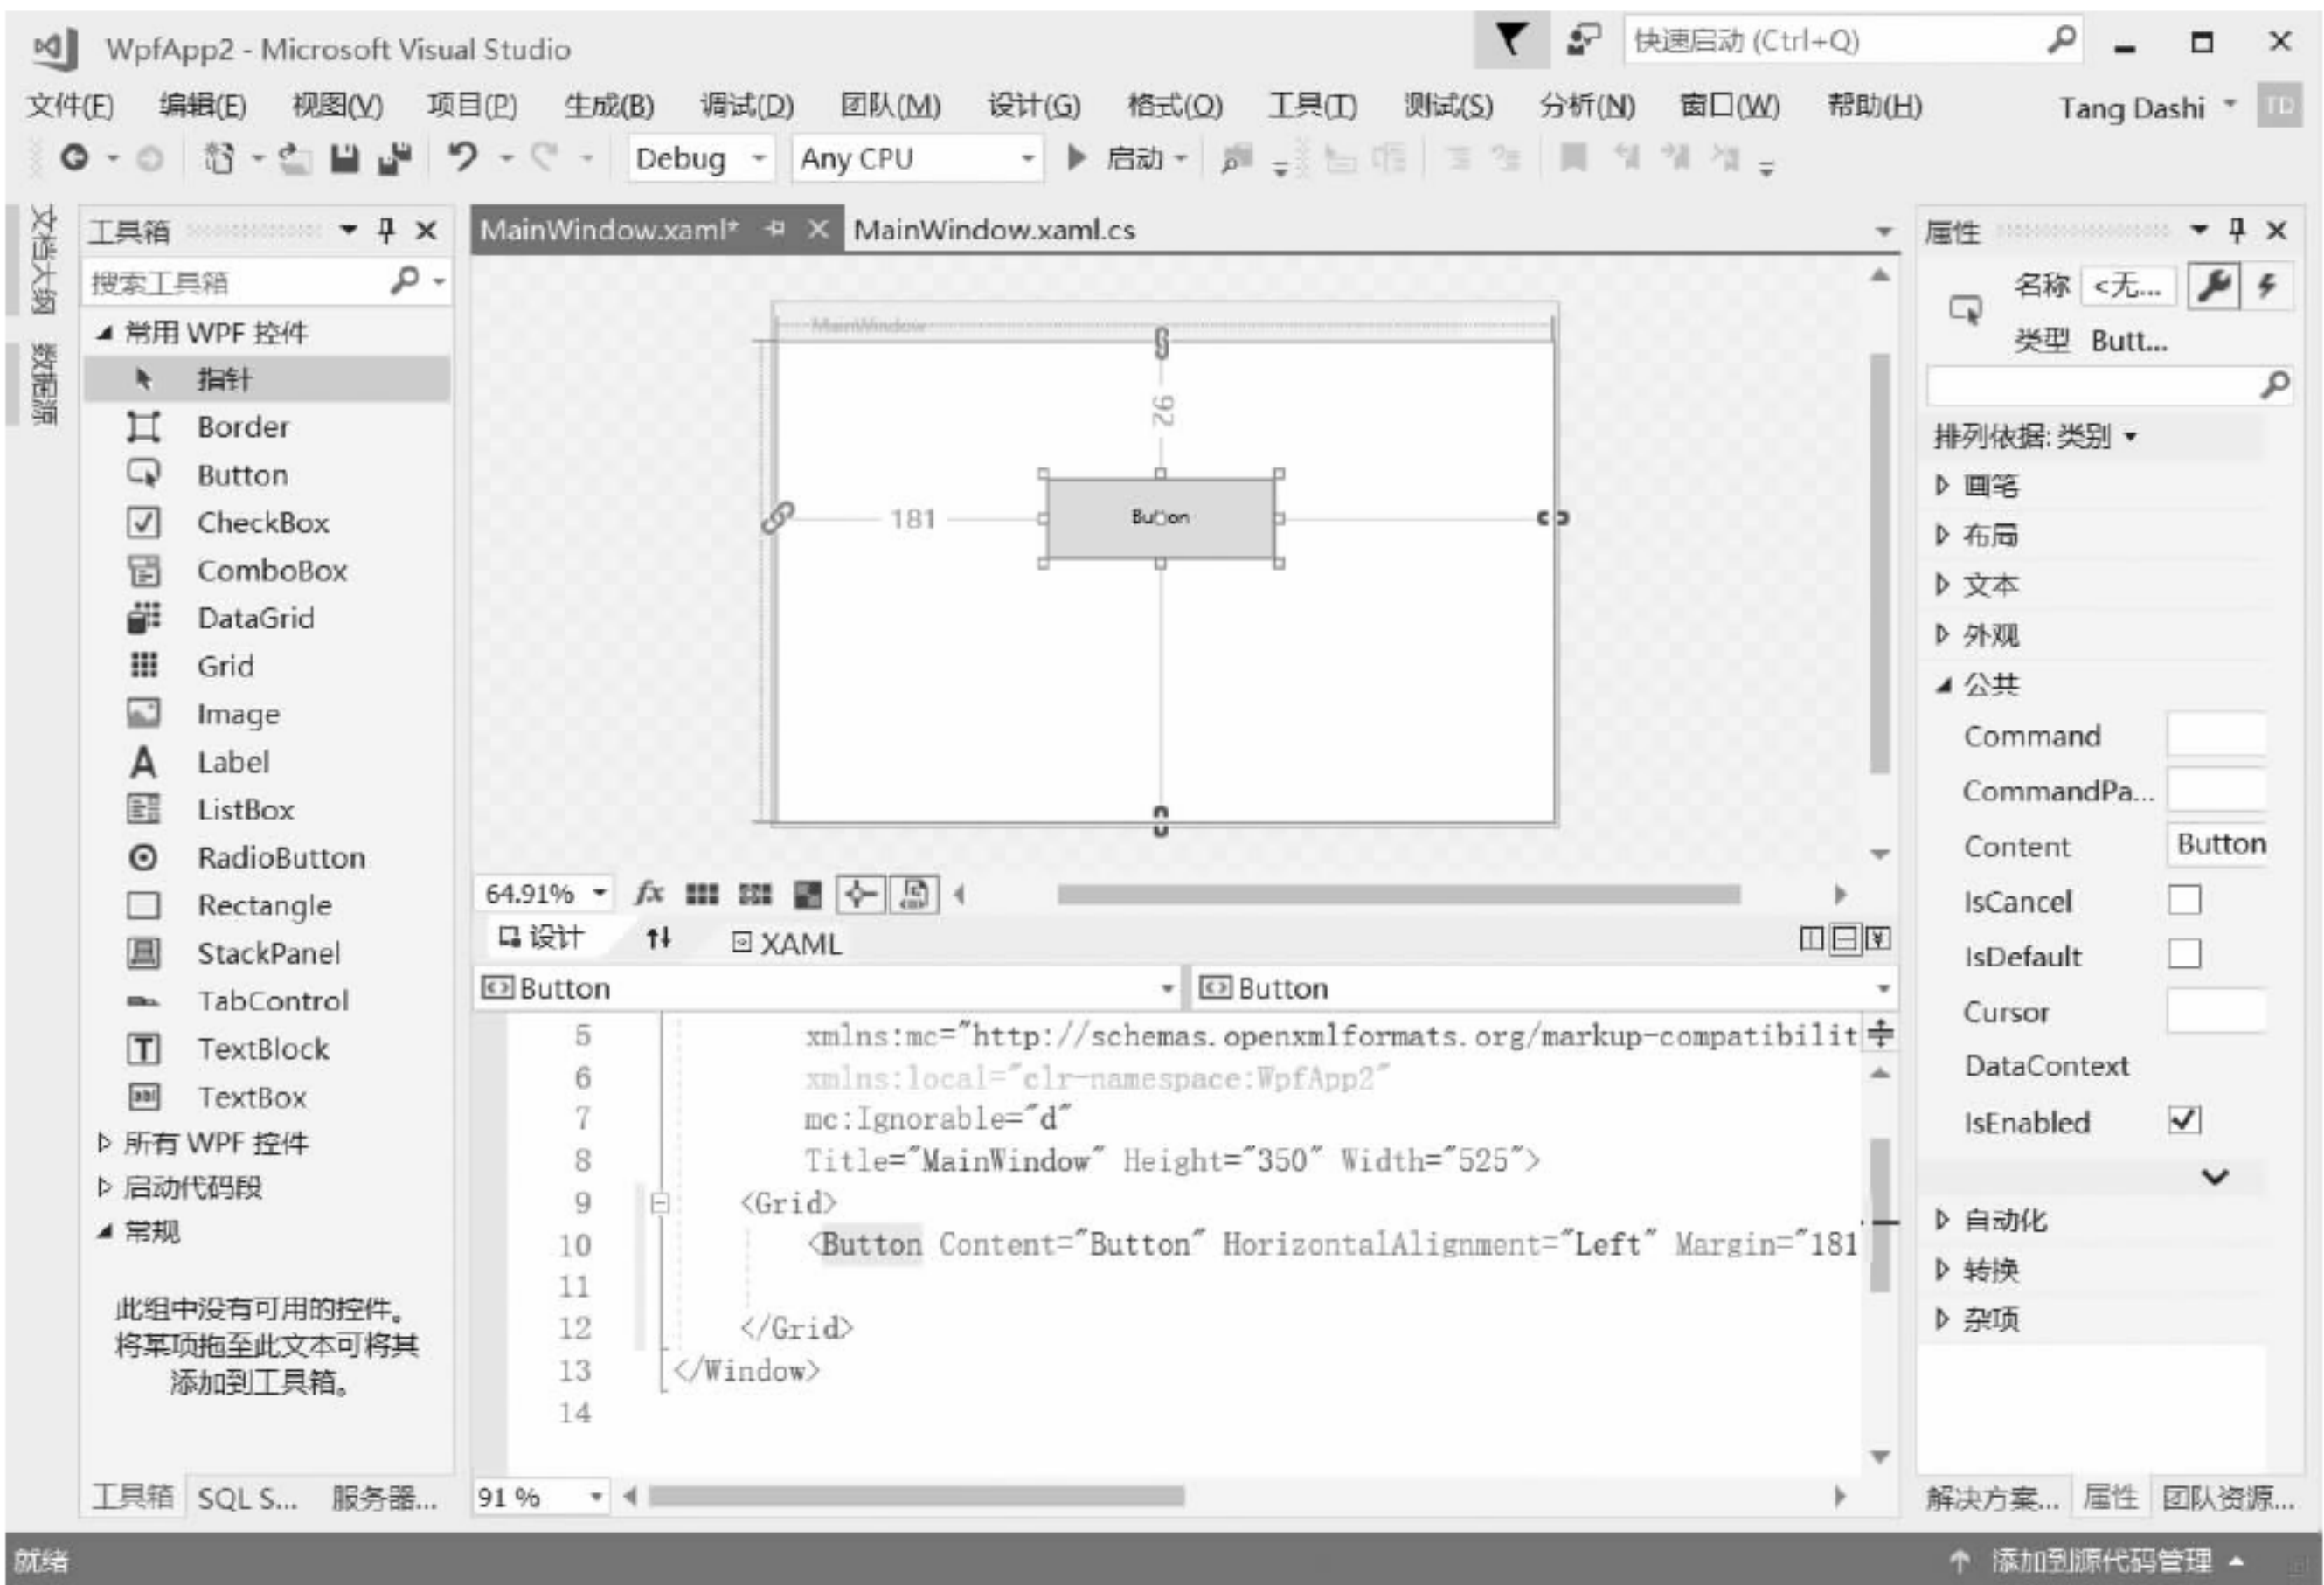 WpfApp2 - Microsoft Visual Studio
快速启动 (Ctrl+Q)
文件(F) 编辑(E) 视图(V) 项目(P) 生成(B) 调试(D) 团队(M) 设计(G) 格式(O) 工具(T) 测试(S) 分析(N) 窗口(W) 帮助(H) Tang Dashi TD
Debug Any CPU 启动
文档大纲
数据源
工具箱
搜索工具箱
常用 WPF 控件
指针
Border
Button
CheckBox
ComboBox
DataGrid
Grid
Image
Label
ListBox
RadioButton
Rectangle
StackPanel
TabControl
TextBlock
TextBox
所有 WPF 控件
启动代码段
常规
此组中没有可用的控件。
将某项拖至此文本可将其
添加到工具箱。
工具箱 SQL S... 服务器...
MainWindow.xaml* MainWindow.xaml.cs
MainWindow
92
181
Button
64.91% fx
设计 XAML
Button Button
5 xmlns:mc="http://schemas.openxmlformats.org/markup-compatibilit
6 xmlns:local="clr-namespace:WpfApp2"
7 mc:Ignorable="d"
8 Title="MainWindow" Height="350" Width="525">
9 <Grid>
10 <Button Content="Button" HorizontalAlignment="Left" Margin="181
11
12 </Grid>
13 </Window>
14
91 %
属性
名称 <无...
类型 Butt...
排列依据: 类别
画笔
布局
文本
外观
公共
Command
CommandPa...
Content Button
IsCancel
IsDefault
Cursor
DataContext
IsEnabled
自动化
转换
杂项
解决方案... 属性 团队资源...
就绪 添加到源代码管理